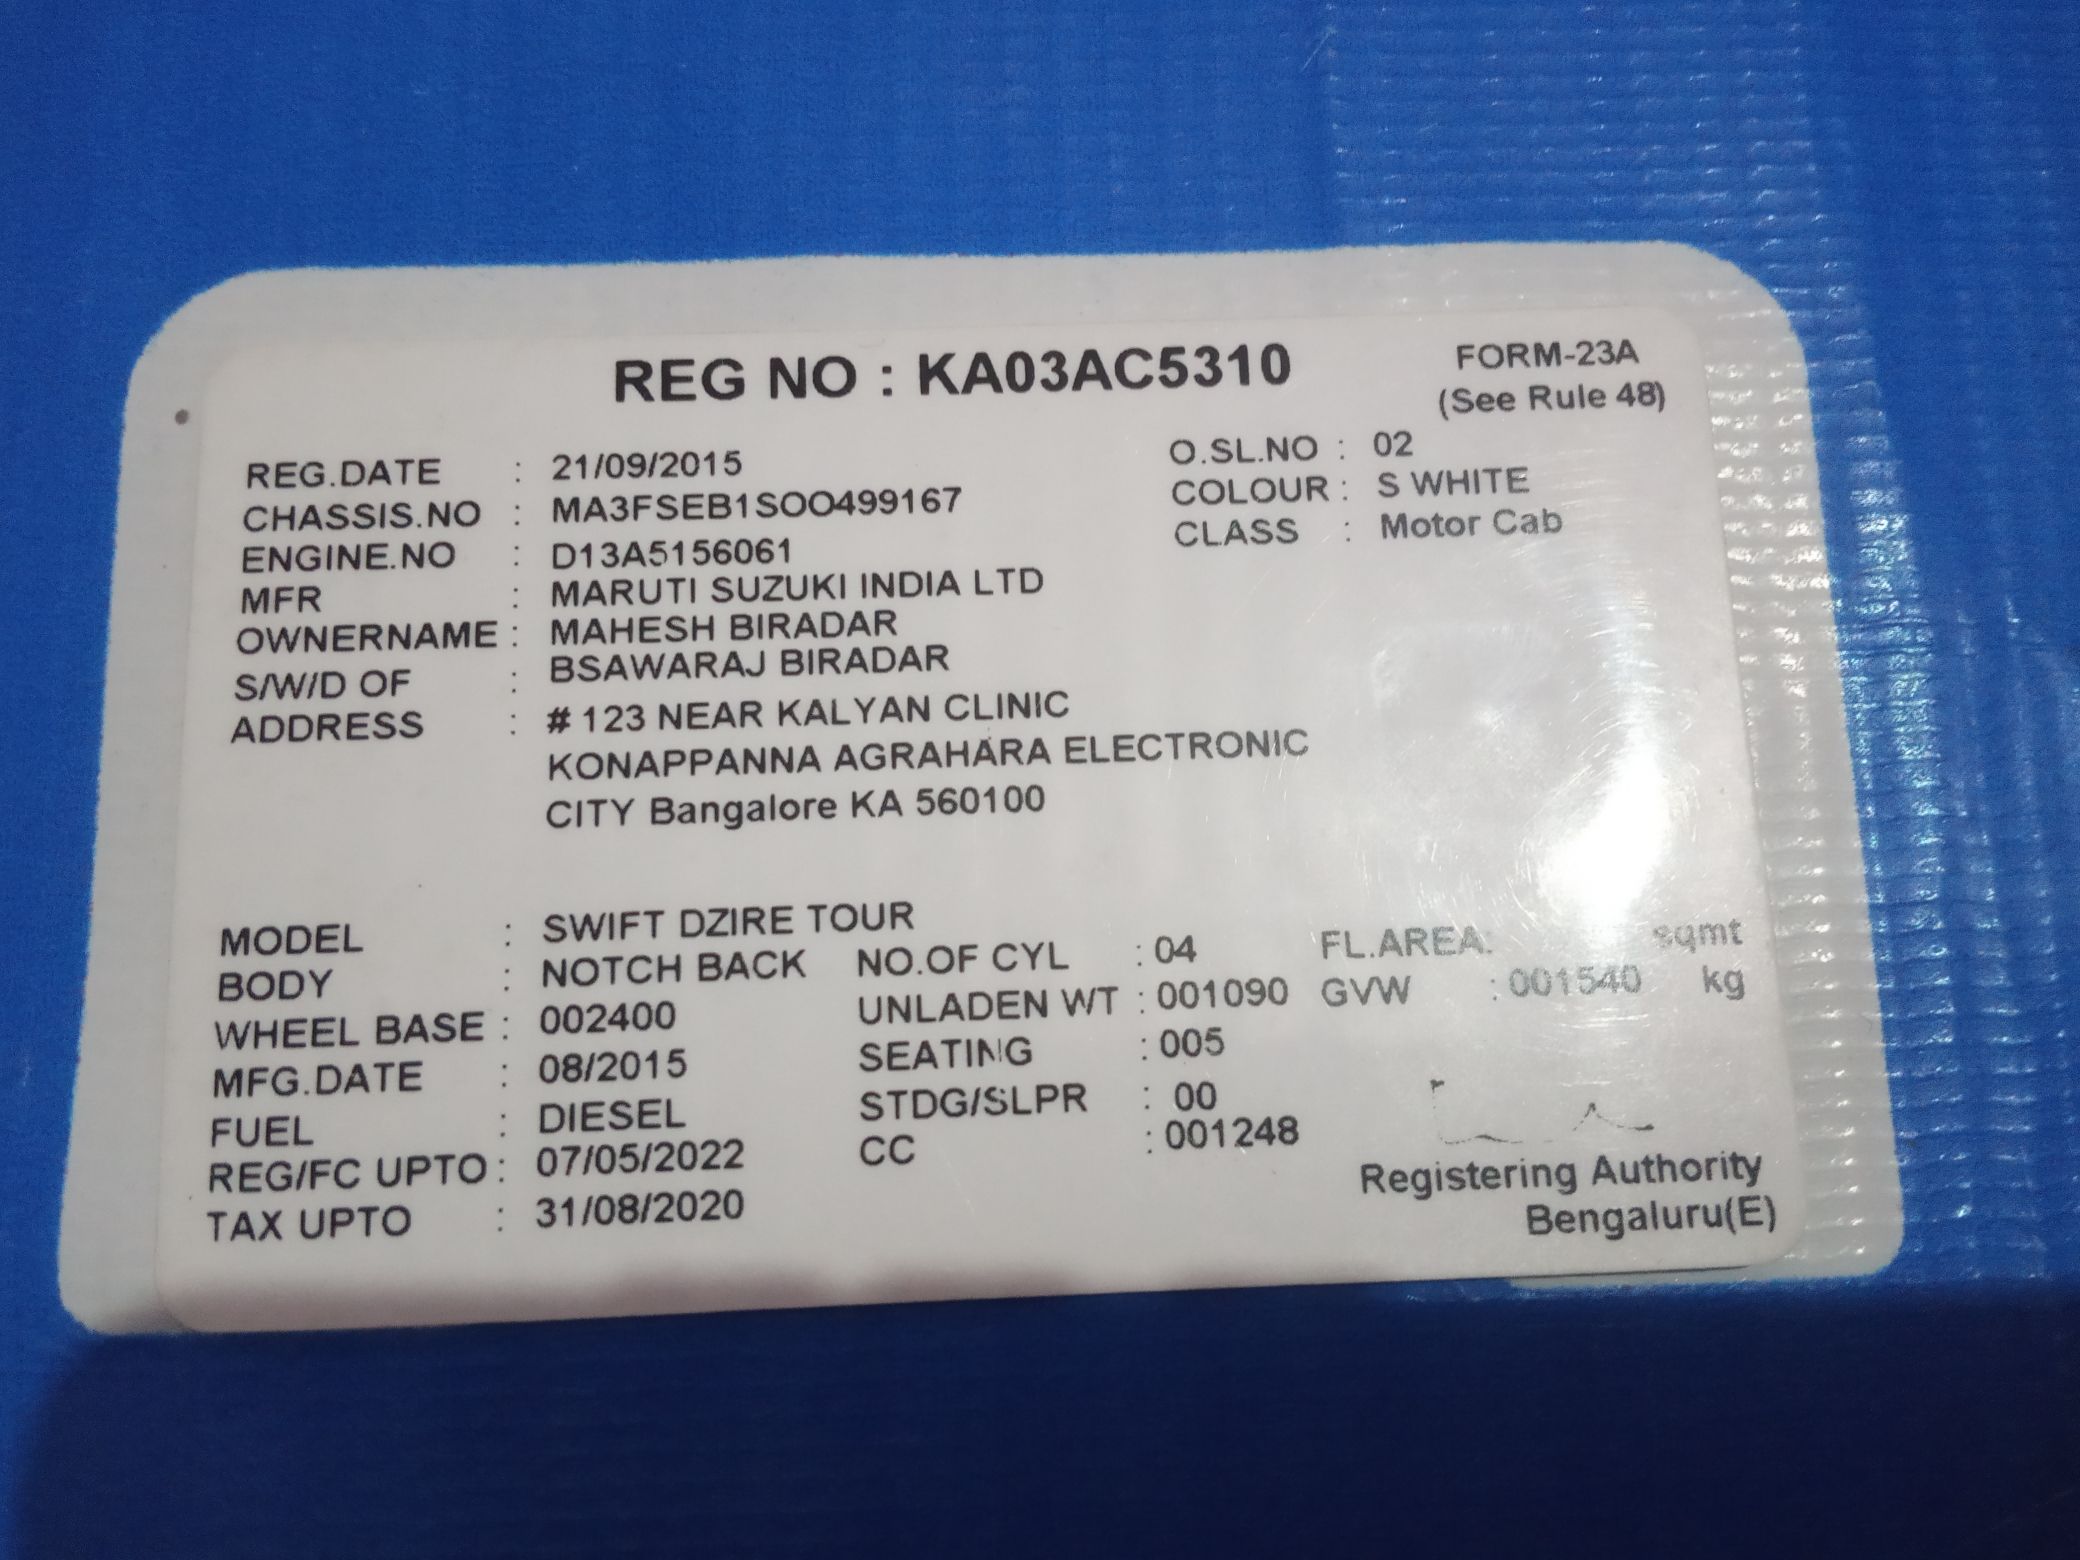 REG NO : KA03AC5310
FORM-23A
(See Rule 48)
REG.DATE : 21/09/2015
O.SL.NO : 02
CHASSIS.NO : MA3FSEB1SOO499167
COLOUR : S WHITE
ENGINE.NO : D13A5156061
CLASS : Motor Cab
MFR : MARUTI SUZUKI INDIA LTD
OWNERNAME : MAHESH BIRADAR
S/W/D OF : BSAWARAJ BIRADAR
ADDRESS : # 123 NEAR KALYAN CLINIC
KONAPPANNA AGRAHARA ELECTRONIC
CITY Bangalore KA 560100
MODEL : SWIFT DZIRE TOUR
BODY : NOTCH BACK NO.OF CYL : 04 FL.AREA: sqmt
WHEEL BASE : 002400 UNLADEN WT : 001090 GVW : 001540 kg
MFG.DATE : 08/2015 SEATING : 005
FUEL : DIESEL STDG/SLPR : 00
REG/FC UPTO : 07/05/2022 CC : 001248
TAX UPTO : 31/08/2020
Registering Authority
Bengaluru(E)